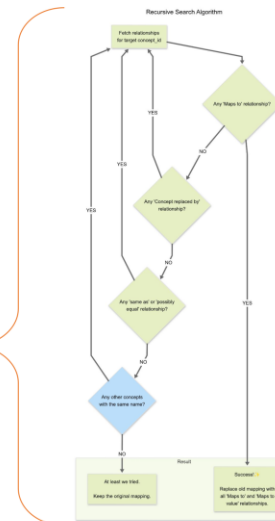 Recursive Search Algorithm
Fetch relationships
for target concept_id
Any 'Maps to' relationship?
YES
NO
YES
Any 'Concept replaced by'
relationship?
YES
NO
Any 'same as' or 'possibly
equal' relationship?
YES
NO
Any other concepts
with the same name?
NO
Result
At least we tried.
Keep the original mapping
Success!
Replace old mapping with
all 'Maps to' and 'Maps to
value' relationships.